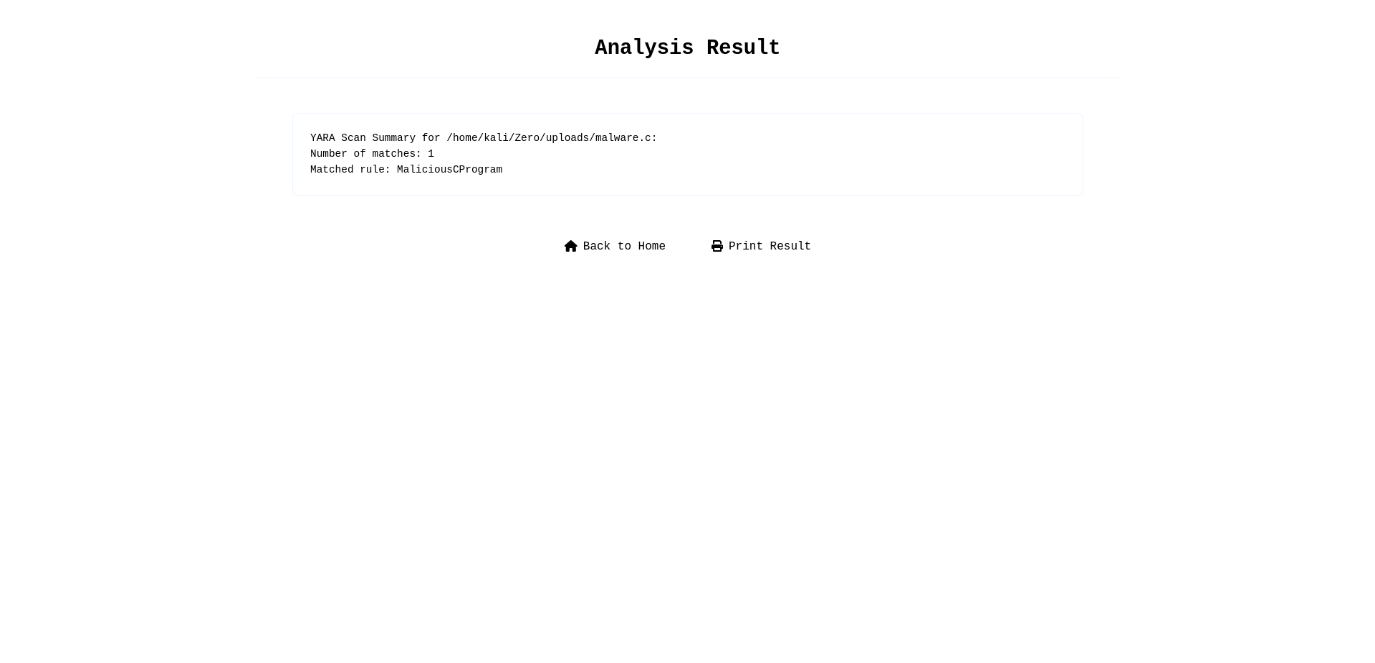 Analysis Result
YARA Scan Summary for /home/kali/Zero/uploads/malware.c:
Number of matches: 1
Matched rule: MaliciousCProgram
Back to Home
Print Result